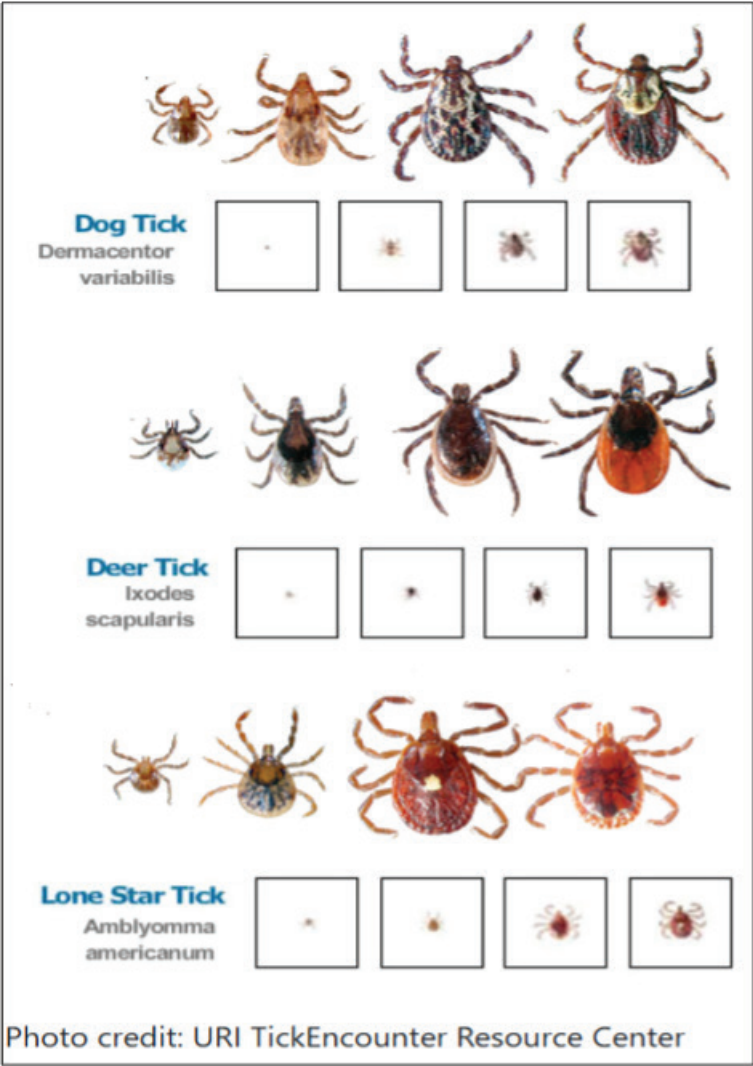 Dog Tick
Dermacentor
variabilis
Deer Tick
Ixodes
scapularis
Lone Star Tick
Amblyomma
americanum
Photo credit: URI TickEncounter Resource Center